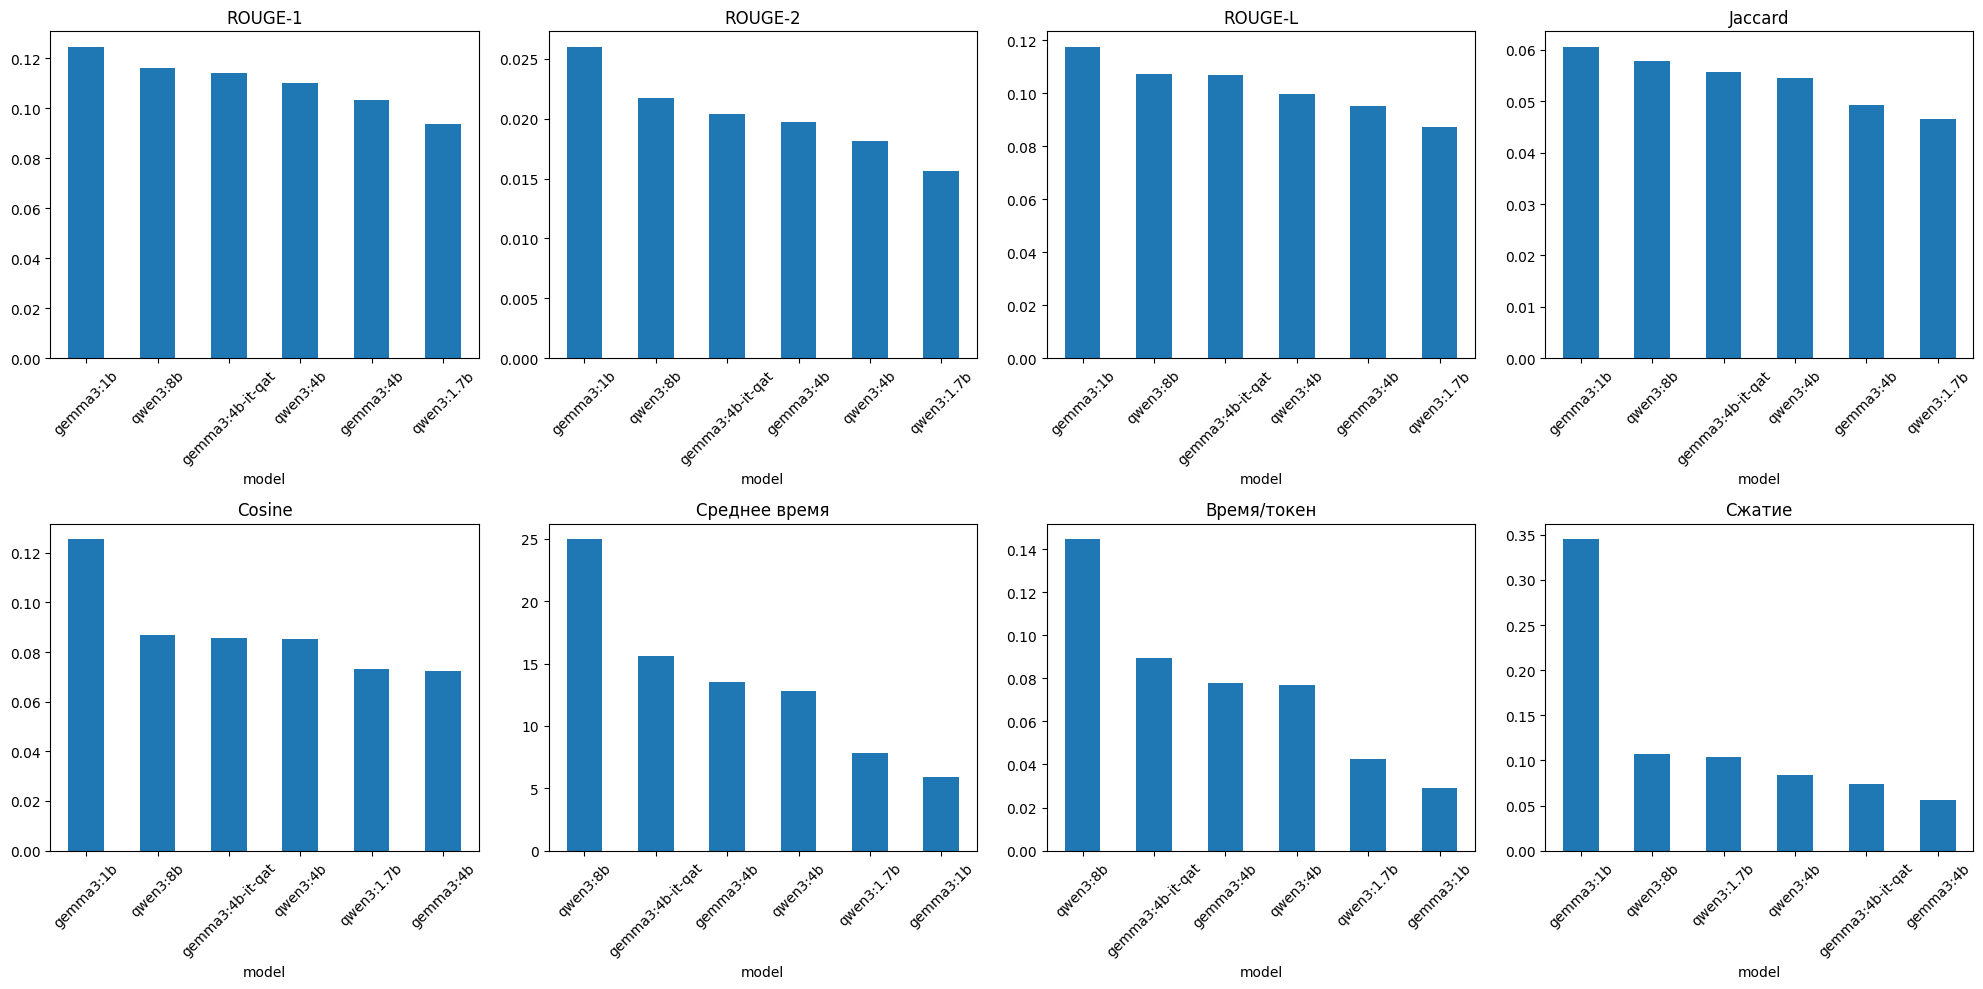 ROUGE-1
0.12
0.10
0.08
0.06
0.04
0.02
0.00
gemma3:1b
qwen3:8b
gemma3:4b-it-qat
qwen3:4b
gemma3:4b
qwen3:1.7b
model
ROUGE-2
0.025
0.020
0.015
0.010
0.005
0.000
gemma3:1b
qwen3:8b
gemma3:4b-it-qat
gemma3:4b
qwen3:4b
qwen3:1.7b
model
ROUGE-L
0.12
0.10
0.08
0.06
0.04
0.02
0.00
gemma3:1b
qwen3:8b
gemma3:4b-it-qat
qwen3:4b
gemma3:4b
qwen3:1.7b
model
Jaccard
0.06
0.05
0.04
0.03
0.02
0.01
0.00
gemma3:1b
qwen3:8b
gemma3:4b-it-qat
qwen3:4b
gemma3:4b
qwen3:1.7b
model
Cosine
0.12
0.10
0.08
0.06
0.04
0.02
0.00
gemma3:1b
qwen3:8b
gemma3:4b-it-qat
qwen3:4b
qwen3:1.7b
gemma3:4b
model
Среднее время
25
20
15
10
5
0
qwen3:8b
gemma3:4b-it-qat
gemma3:4b
qwen3:4b
qwen3:1.7b
gemma3:1b
model
Время/токен
0.14
0.12
0.10
0.08
0.06
0.04
0.02
0.00
qwen3:8b
gemma3:4b-it-qat
gemma3:4b
qwen3:4b
qwen3:1.7b
gemma3:1b
model
Сжатие
0.35
0.30
0.25
0.20
0.15
0.10
0.05
0.00
gemma3:1b
qwen3:8b
qwen3:1.7b
qwen3:4b
gemma3:4b-it-qat
gemma3:4b
model